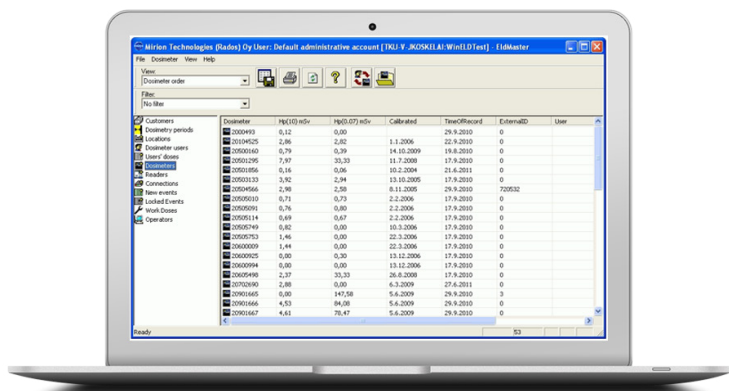 Mirion Technologies (Rados) Oy User: Default administrative account [TKU-V-JKOSKELAI:WinELDTest] - EldMaster
File Dosimeter View Help
View:
Dosimeter order
Filter:
No filter
Customers
Dosimetry periods
Locations
Dosimeter users
Users' doses
Dosimeters
Readers
Connections
New events
Locked Events
Work Doses
Operators
Dosimeter Hp(10) mSv Hp(0.07) mSv Calibrated TimeOfRecord ExternalID User
2000493 0,12 0,00 29.9.2010 0
20104525 2,86 2,82 1.1.2006 22.9.2010 0
20500160 0,79 0,39 14.10.2009 19.8.2010 0
20501295 7,97 33,33 11.7.2008 17.9.2010 0
20501856 0,16 0,06 10.2.2004 21.6.2011 0
20503133 3,92 2,94 13.10.2005 17.9.2010 0
20504566 2,98 2,58 8.11.2005 29.9.2010 720532
20505010 0,71 0,73 2.2.2006 17.9.2010 0
20505091 0,76 0,80 2.2.2006 17.9.2010 0
20505114 0,69 0,67 2.2.2006 17.9.2010 0
20505749 0,82 0,00 10.3.2006 17.9.2010 0
20505753 1,46 0,00 22.3.2006 17.9.2010 0
20600009 1,44 0,00 22.3.2006 17.9.2010 0
20600925 0,00 0,30 13.12.2006 17.9.2010 0
20600994 0,00 0,00 13.12.2006 17.9.2010 0
20605498 2,37 33,33 26.8.2008 17.9.2010 0
20702690 2,88 0,00 6.3.2009 27.6.2011 0
20901665 0,00 147,58 5.6.2009 29.9.2010 3
20901666 4,53 84,08 5.6.2009 29.9.2010 0
20901667 4,61 78,47 5.6.2009 29.9.2010 0
Ready 53